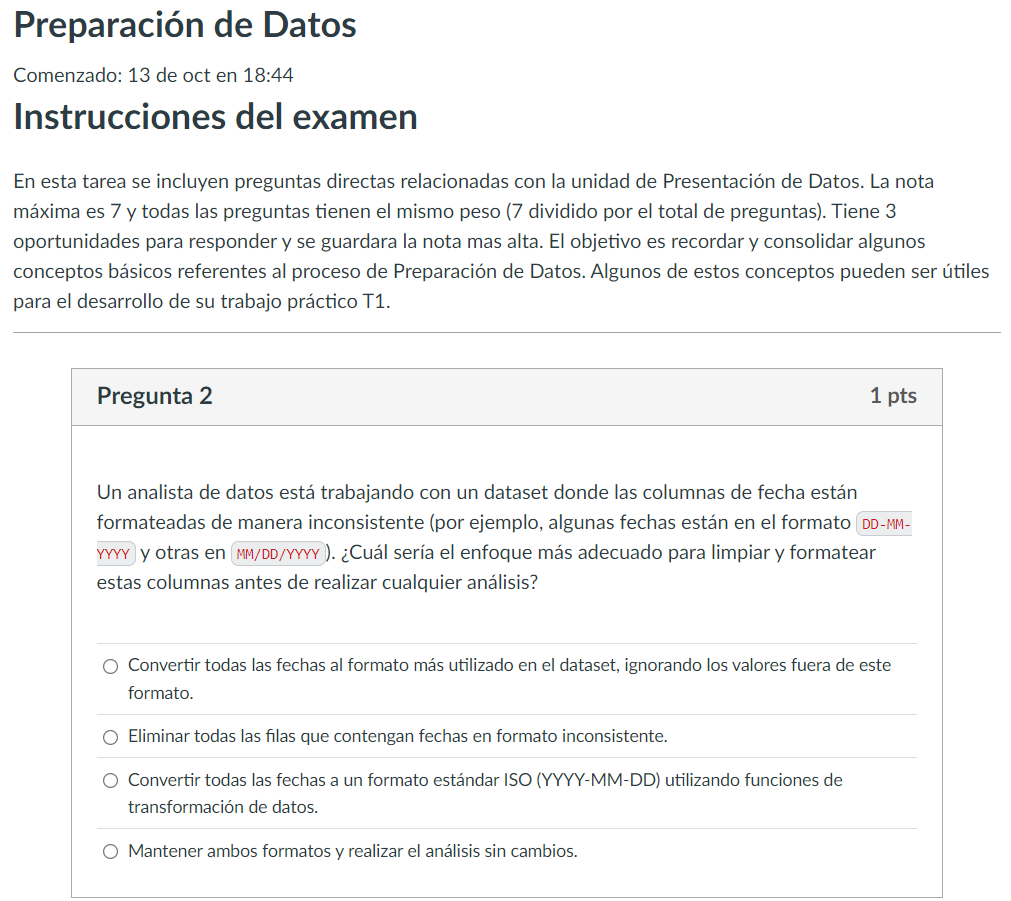 Preparación de Datos
Comenzado: 13 de oct en 18:44
Instrucciones del examen
En esta tarea se incluyen preguntas directas relacionadas con la unidad de Presentación de Datos. La nota
máxima es 7 y todas las preguntas tienen el mismo peso (7 dividido por el total de preguntas). Tiene 3
oportunidades para responder y se guardara la nota mas alta. El objetivo es recordar y consolidar algunos
conceptos básicos referentes al proceso de Preparación de Datos. Algunos de estos conceptos pueden ser útiles
para el desarrollo de su trabajo práctico T1.
Pregunta 2 1 pts
Un analista de datos está trabajando con un dataset donde las columnas de fecha están
formateadas de manera inconsistente (por ejemplo, algunas fechas están en el formato DD-MM-
YYYY y otras en MM/DD/YYYY). ¿Cuál sería el enfoque más adecuado para limpiar y formatear
estas columnas antes de realizar cualquier análisis?
Convertir todas las fechas al formato más utilizado en el dataset, ignorando los valores fuera de este
formato.
Eliminar todas las filas que contengan fechas en formato inconsistente.
Convertir todas las fechas a un formato estándar ISO (YYYY-MM-DD) utilizando funciones de
transformación de datos.
Mantener ambos formatos y realizar el análisis sin cambios.